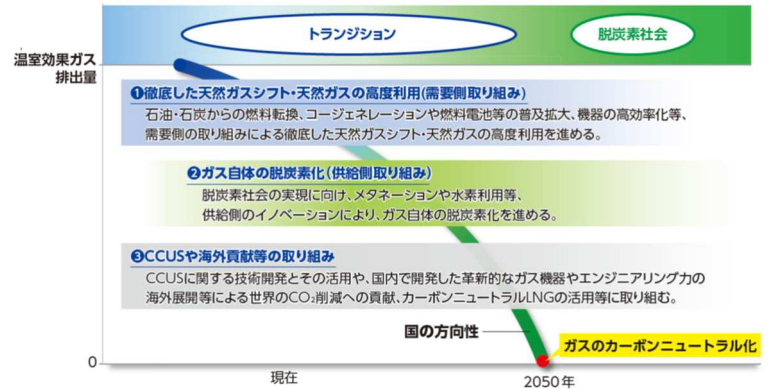 トランジション
脱炭素社会
温室効果ガス
排出量
❶徹底した天然ガスシフト・天然ガスの高度利用(需要側取り組み)
石油・石炭からの燃料転換、コージェネレーションや燃料電池等の普及拡大、機器の高効率化等、
需要側の取り組みによる徹底した天然ガスシフト・天然ガスの高度利用を進める。
❷ガス自体の脱炭素化(供給側取り組み)
脱炭素社会の実現に向け、メタネーションや水素利用等、
供給側のイノベーションにより、ガス自体の脱炭素化を進める。
❸CCUSや海外貢献等の取り組み
CCUSに関する技術開発とその活用や、国内で開発した革新的なガス機器やエンジニアリング力の
海外展開等による世界のCO₂削減への貢献、カーボンニュートラルLNGの活用等に取り組む。
国の方向性
ガスのカーボンニュートラル化
0
現在
2050年